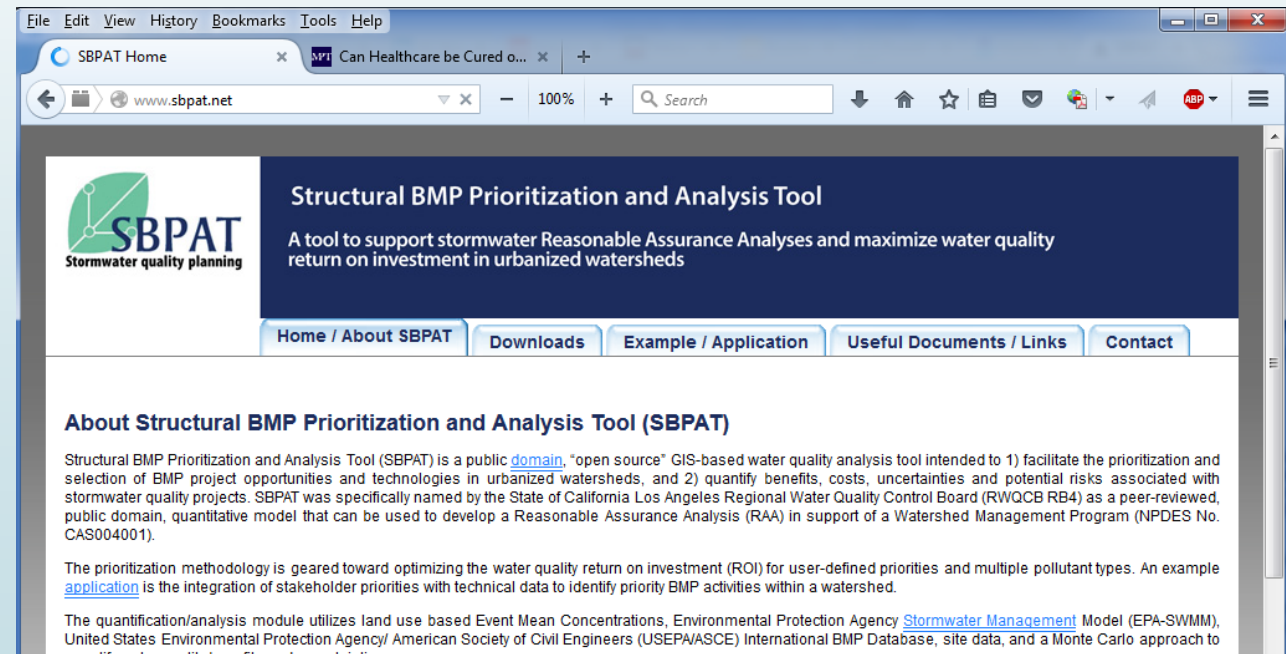 File Edit View History Bookmarks Tools Help
SBPAT Home
MPT Can Healthcare be Cured o...
www.sbpat.net
100%
Search
ABP
SBPAT
Stormwater quality planning
Structural BMP Prioritization and Analysis Tool
A tool to support stormwater Reasonable Assurance Analyses and maximize water quality
return on investment in urbanized watersheds
Home / About SBPAT Downloads Example / Application Useful Documents / Links Contact
About Structural BMP Prioritization and Analysis Tool (SBPAT)
Structural BMP Prioritization and Analysis Tool (SBPAT) is a public domain, "open source" GIS-based water quality analysis tool intended to 1) facilitate the prioritization and
selection of BMP project opportunities and technologies in urbanized watersheds, and 2) quantify benefits, costs, uncertainties and potential risks associated with
stormwater quality projects. SBPAT was specifically named by the State of California Los Angeles Regional Water Quality Control Board (RWQCB RB4) as a peer-reviewed,
public domain, quantitative model that can be used to develop a Reasonable Assurance Analysis (RAA) in support of a Watershed Management Program (NPDES No.
CAS004001).
The prioritization methodology is geared toward optimizing the water quality return on investment (ROI) for user-defined priorities and multiple pollutant types. An example
application is the integration of stakeholder priorities with technical data to identify priority BMP activities within a watershed.
The quantification/analysis module utilizes land use based Event Mean Concentrations, Environmental Protection Agency Stormwater Management Model (EPA-SWMM),
United States Environmental Protection Agency/ American Society of Civil Engineers (USEPA/ASCE) International BMP Database, site data, and a Monte Carlo approach to